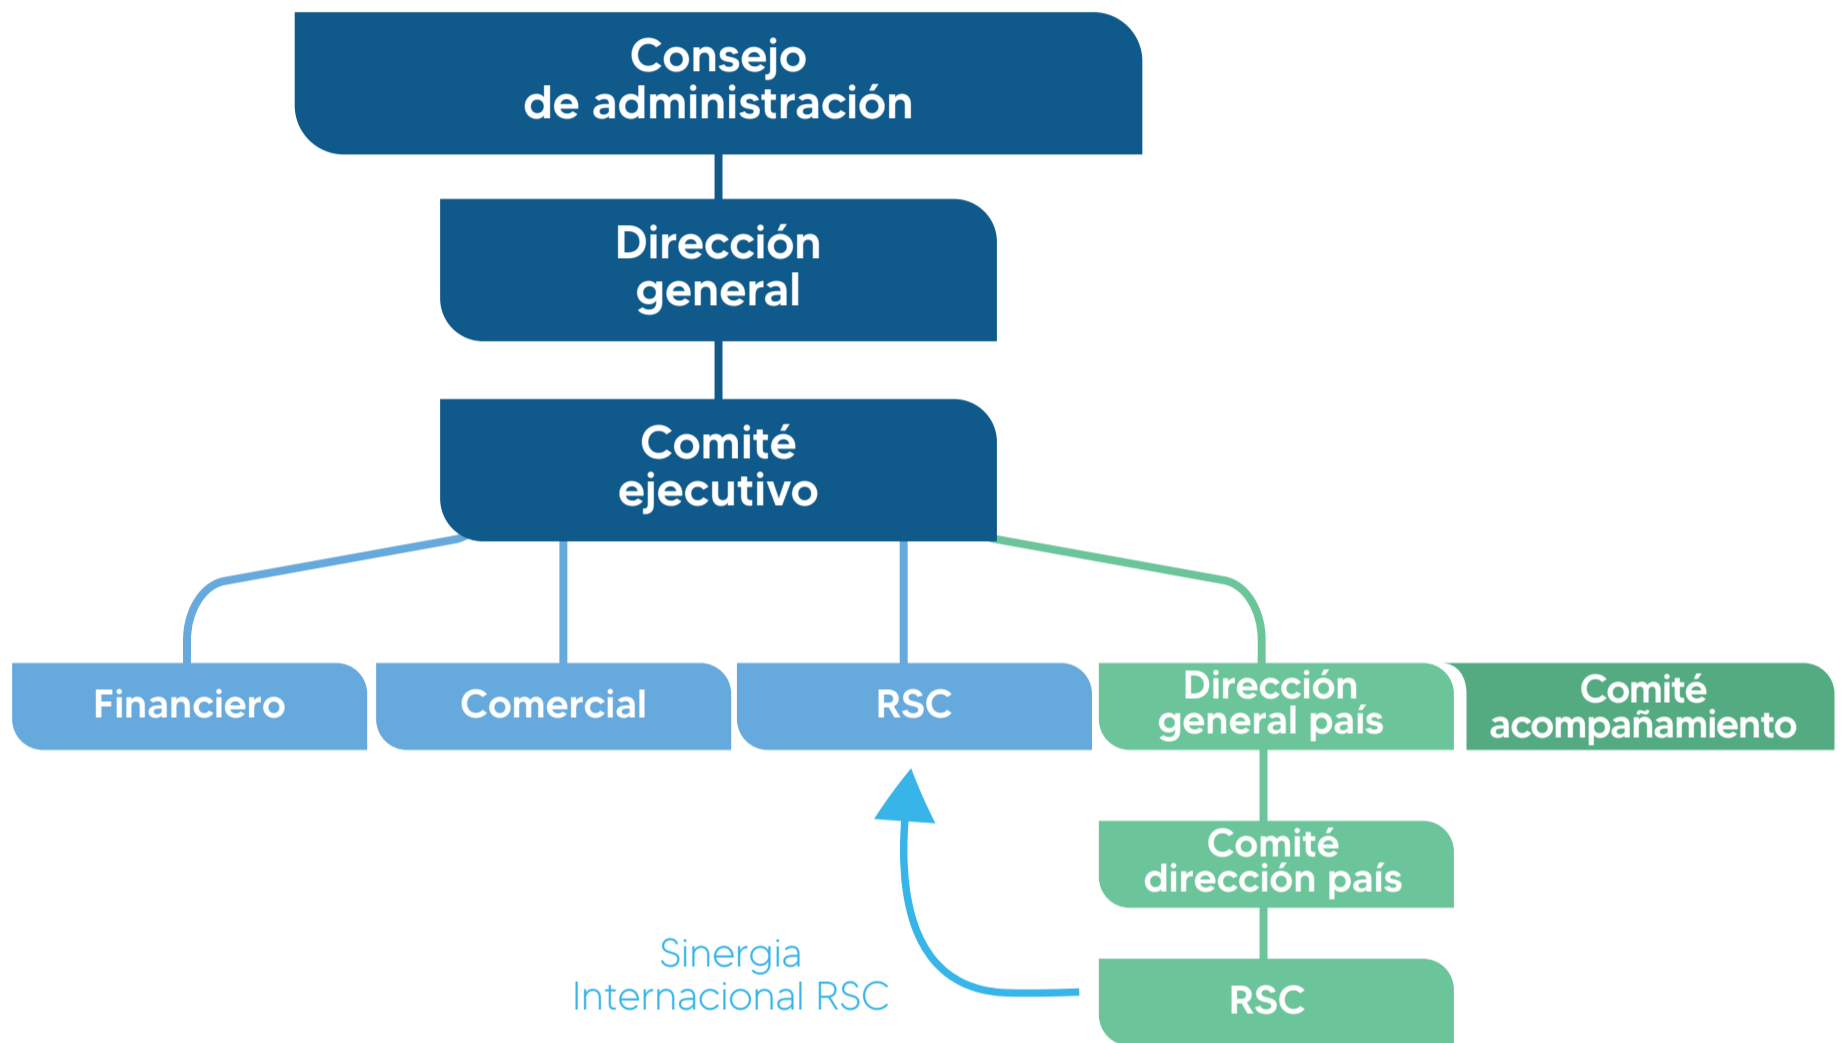 Consejo
de administración
Dirección
general
Comité
ejecutivo
Financiero
Comercial
RSC
Dirección
general país
Comité
acompañamiento
Comité
dirección país
Sinergia
Internacional RSC
RSC